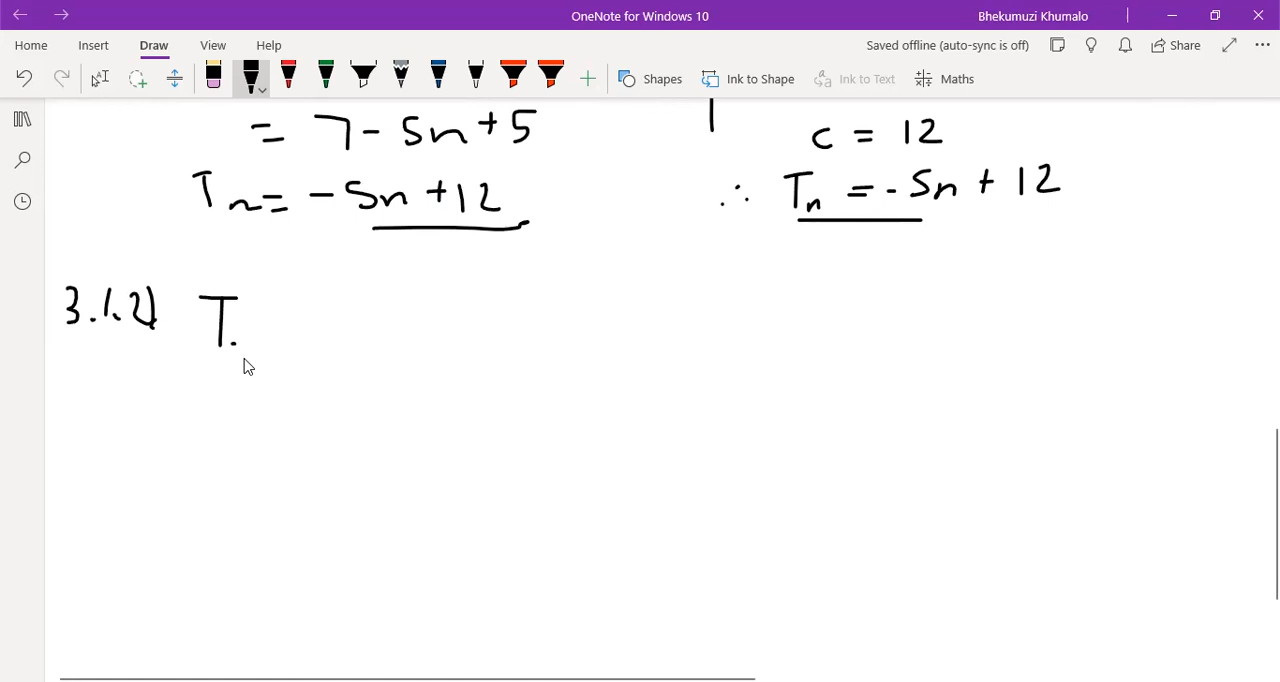 OneNote for Windows 10
Bhekumuzi Khumalo
Home Insert Draw View Help
Saved offline (auto-sync is off)
Share
Shapes
Ink to Shape
Ink to Text
Maths
= 7 - 5n + 5
Tn = - 5n + 12
c = 12
∴ Tn = - 5n + 12
3.1.2) T